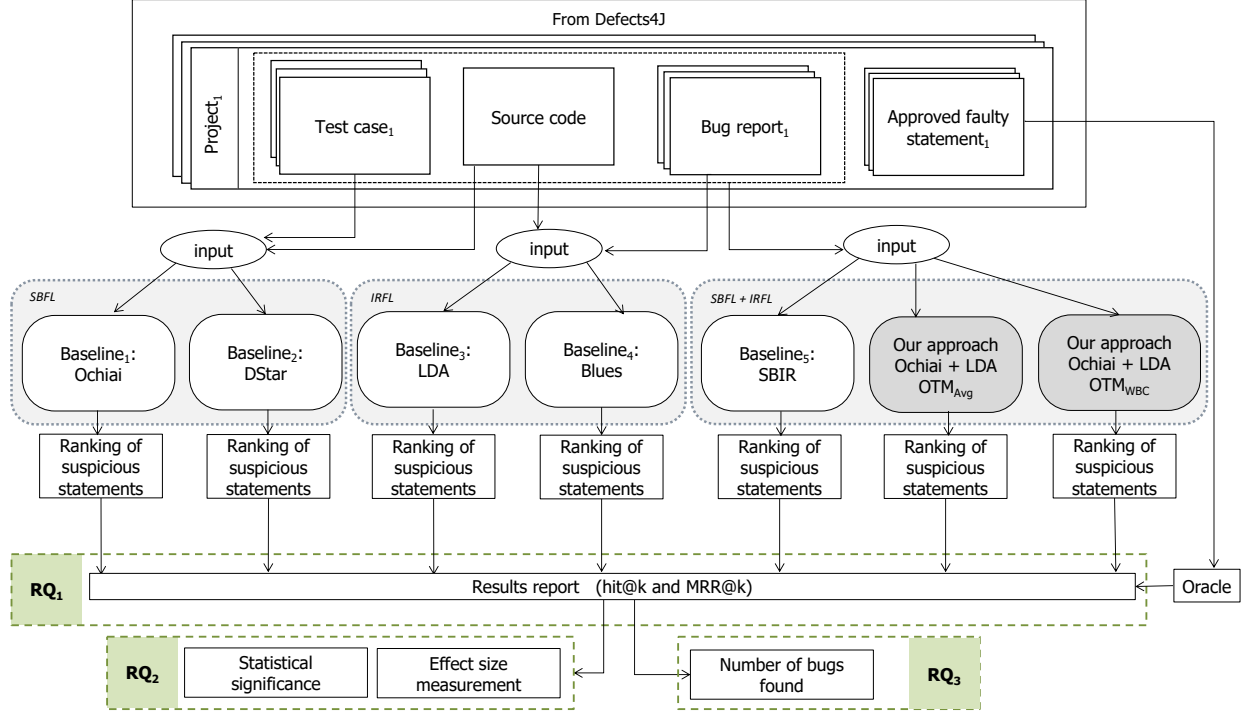 From Defects4J
Project1
Test case1
Source code
Bug report1
Approved faulty
statement1
input
input
input
SBFL
IRFL
SBFL + IRFL
Baseline1:
Ochiai
Baseline2:
DStar
Baseline3:
LDA
Baseline4:
Blues
Baseline5:
SBIR
Our approach
Ochiai + LDA
OTMAvg
Our approach
Ochiai + LDA
OTMWBC
Ranking of
suspicious
statements
Ranking of
suspicious
statements
Ranking of
suspicious
statements
Ranking of
suspicious
statements
Ranking of
suspicious
statements
Ranking of
suspicious
statements
Ranking of
suspicious
statements
RQ1
Results report (hit@k and MRR@k)
Oracle
RQ2
Statistical
significance
Effect size
measurement
Number of bugs
found
RQ3